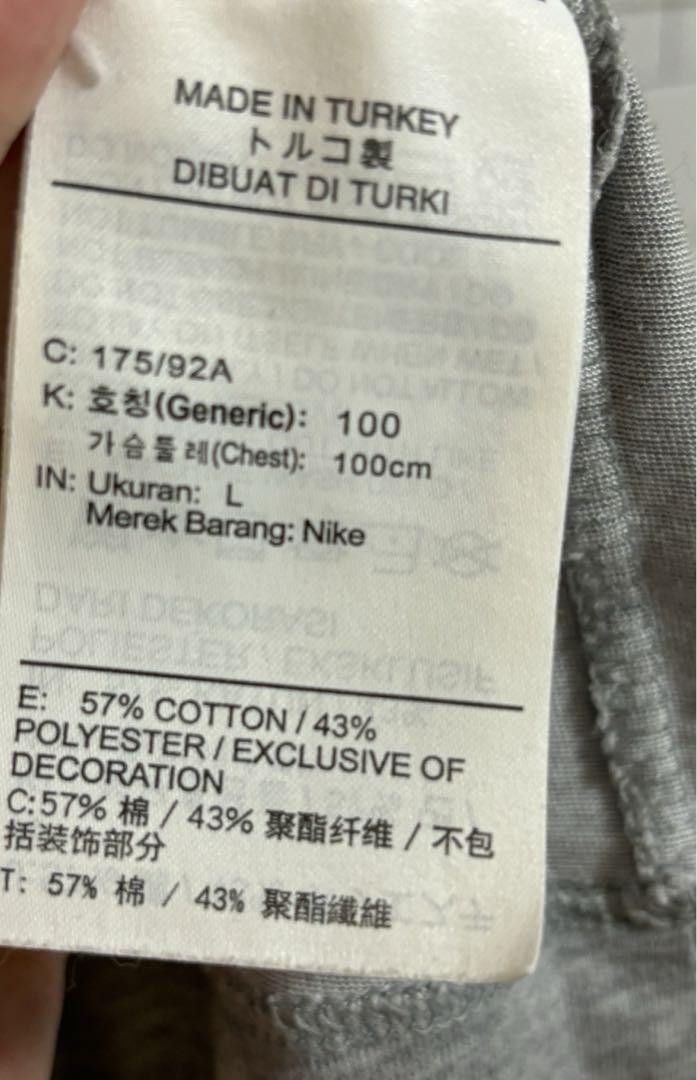 MADE IN TURKEY
トルコ製
DIBUAT DI TURKI
C: 175/92A
K: 호칭(Generic): 100
가슴둘레(Chest): 100cm
IN: Ukuran: L
Merek Barang: Nike
E: 57% COTTON / 43%
POLYESTER / EXCLUSIVE OF
DECORATION
C:57% 棉 / 43% 聚酯纤维 / 不包
括装饰部分
T: 57% 棉 / 43% 聚酯纖維